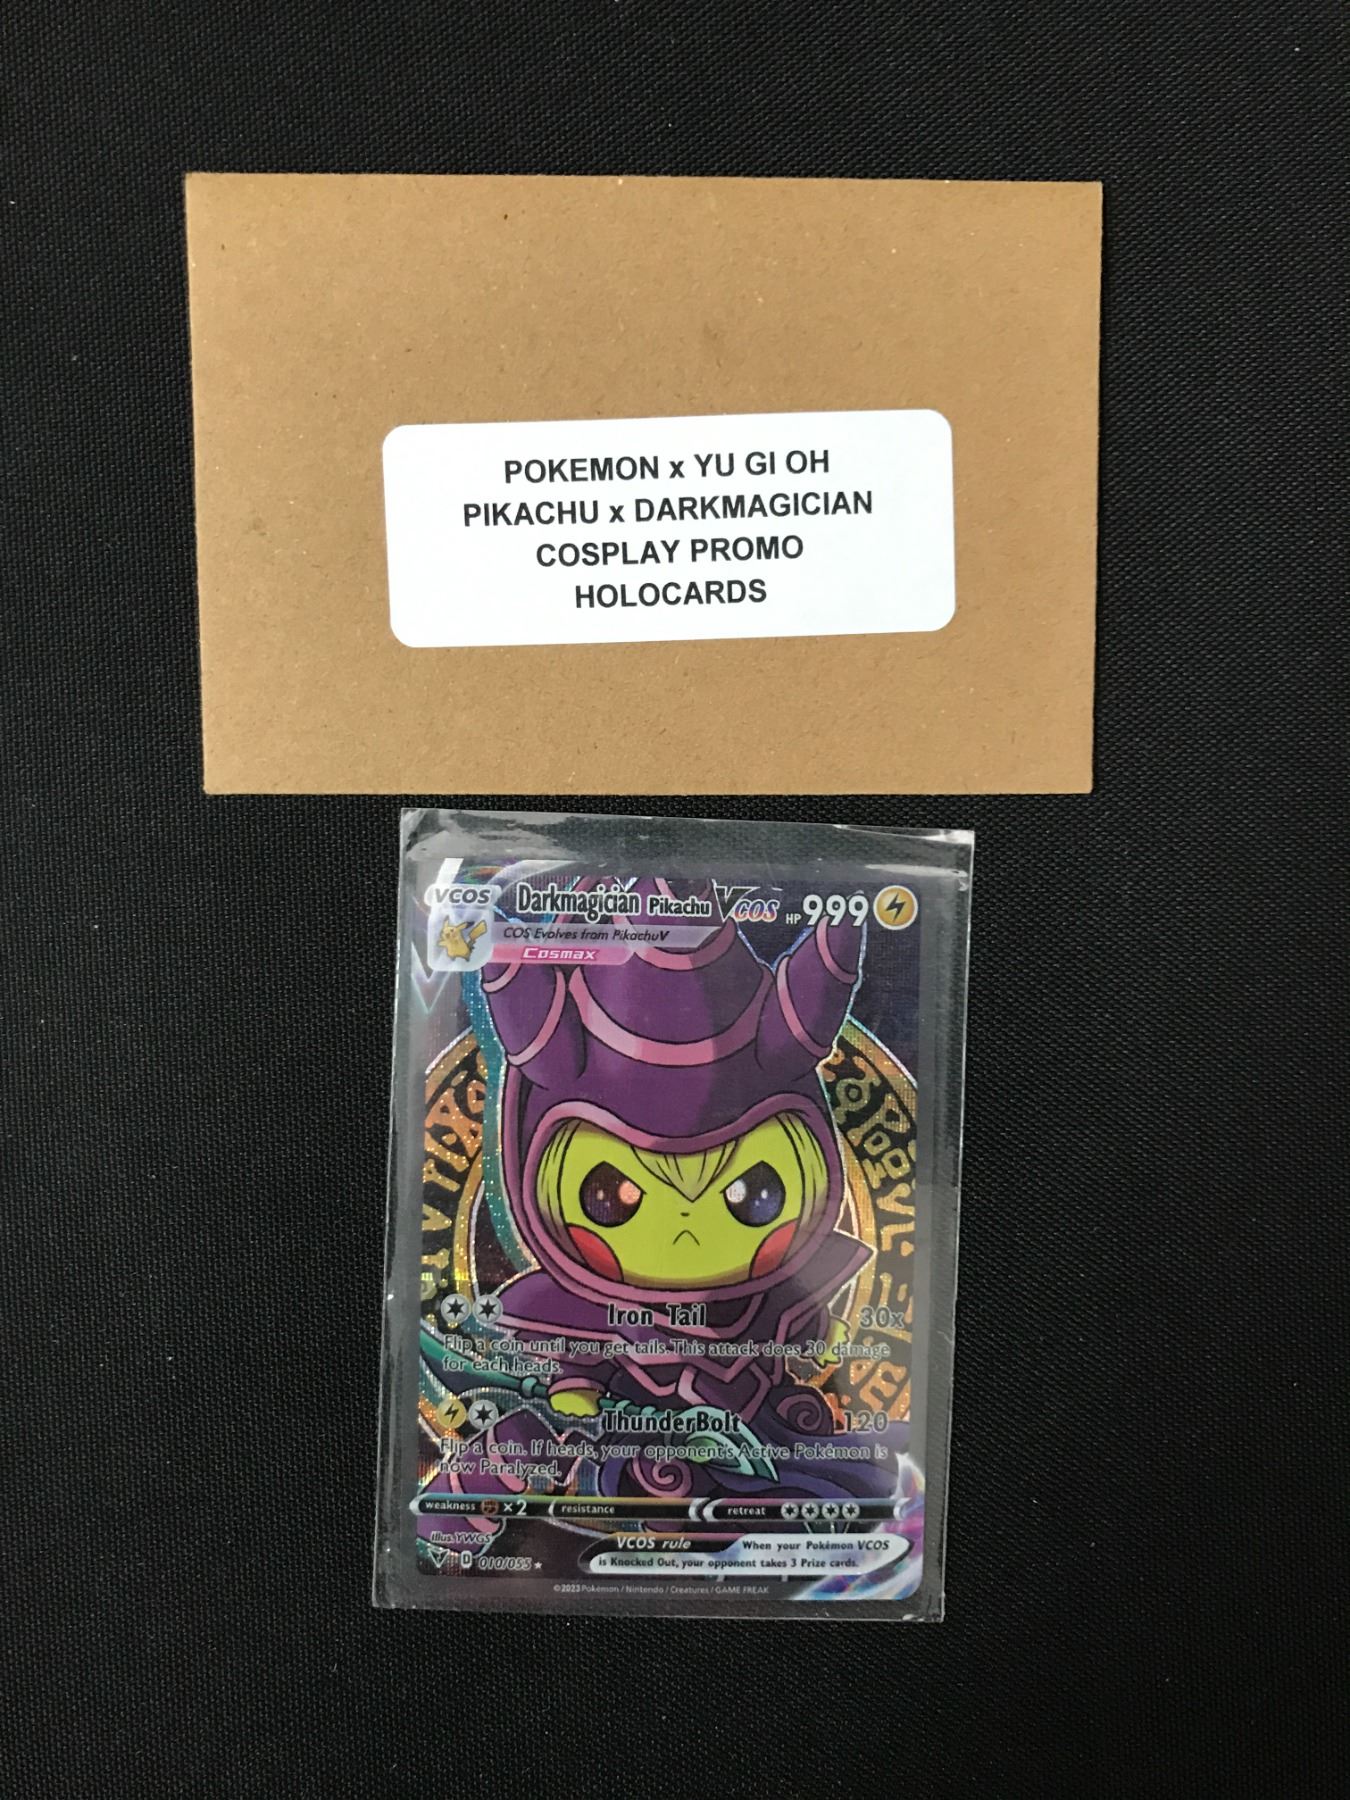 POKEMON x YU GI OH
PIKACHU x DARKMAGICIAN
COSPLAY PROMO
HOLOCARDS
VCOS Darkmagician Pikachu VCOS HP 999
COS Evolves from PikachuV
Cosmax
Iron Tail 30x
Flip a coin until you get tails. This attack does 30 damage
for each heads.
ThunderBolt 120
Flip a coin. If heads, your opponent's Active Pokémon is
now Paralyzed.
weakness ×2 resistance retreat
Illus. YWGS
VCOS rule When your Pokémon VCOS
is Knocked Out, your opponent takes 3 Prize cards.
D 010/055
©2023 Pokémon / Nintendo / Creatures / GAME FREAK